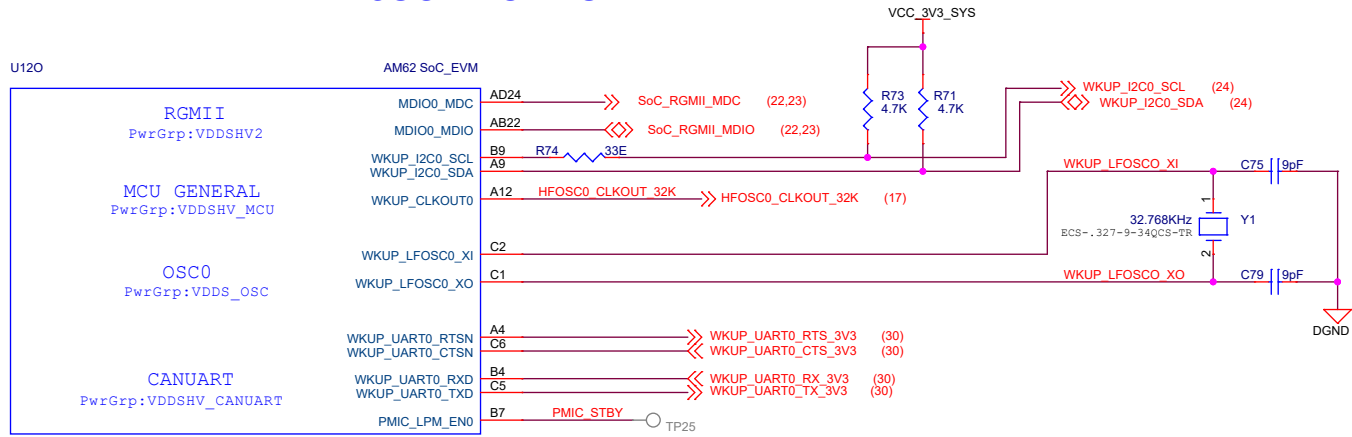 VCC_3V3_SYS
U12O
AM62 SoC_EVM
RGMII
PwrGrp:VDDSHV2
MCU GENERAL
PwrGrp:VDDSHV_MCU
OSC0
PwrGrp:VDDS_OSC
CANUART
PwrGrp:VDDSHV_CANUART
MDIO0_MDC AD24 SoC_RGMII_MDC (22,23)
MDIO0_MDIO AB22 SoC_RGMII_MDIO (22,23)
R73
4.7K
R71
4.7K
WKUP_I2C0_SCL (24)
WKUP_I2C0_SDA (24)
WKUP_I2C0_SCL B9 R74 33E
WKUP_I2C0_SDA A9
WKUP_CLKOUT0 A12 HFOSC0_CLKOUT_32K HFOSC0_CLKOUT_32K (17)
WKUP_LFOSC0_XI C2
WKUP_LFOSC0_XO C1
WKUP_LFOSCO_XI C75 9pF
1
32.768KHz Y1
ECS-.327-9-34QCS-TR
2
WKUP_LFOSCO_XO C79 9pF
DGND
WKUP_UART0_RTSN A4 WKUP_UART0_RTS_3V3 (30)
WKUP_UART0_CTSN C6 WKUP_UART0_CTS_3V3 (30)
WKUP_UART0_RXD B4 WKUP_UART0_RX_3V3 (30)
WKUP_UART0_TXD C5 WKUP_UART0_TX_3V3 (30)
PMIC_LPM_EN0 B7 PMIC_STBY TP25